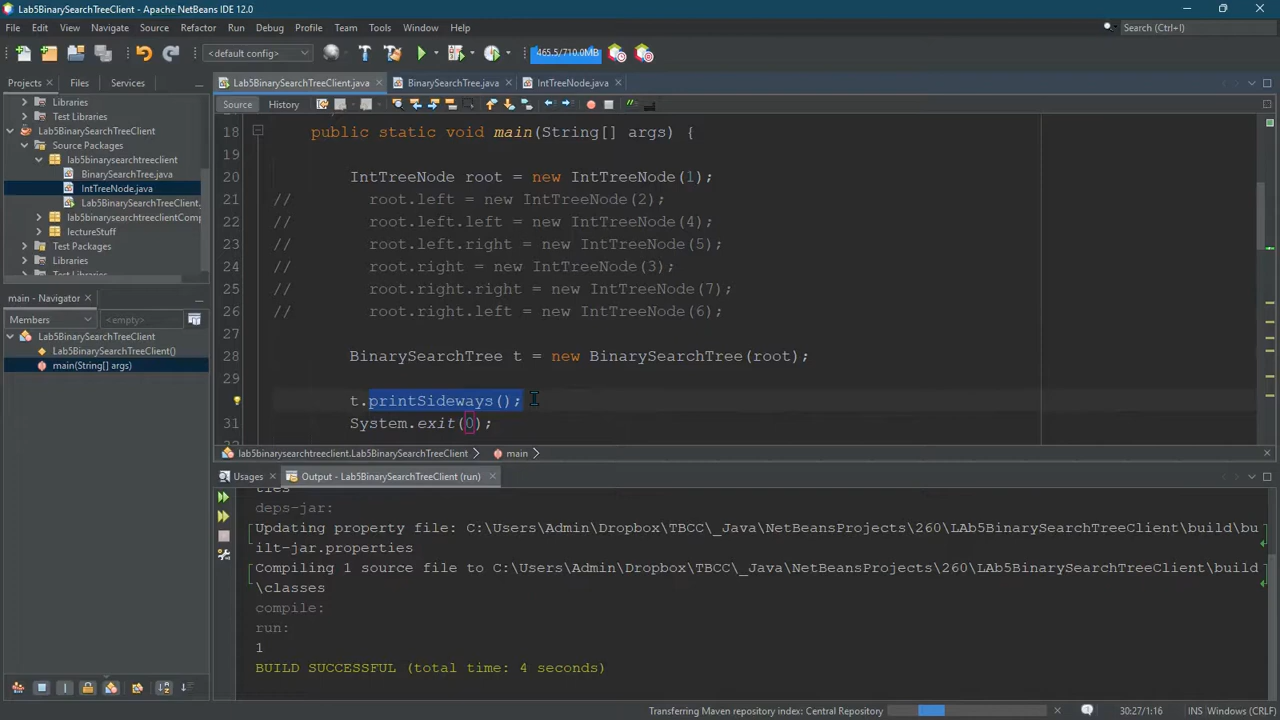 Lab5BinarySearchTreeClient - Apache NetBeans IDE 12.0
File Edit View Navigate Source Refactor Run Debug Profile Team Tools Window Help
Search (Ctrl+I)
<default config>
465.5/710.0MB
Projects Files Services
Lab5BinarySearchTreeClient.java BinarySearchTree.java IntTreeNode.java
Source History
Libraries
Test Libraries
Lab5BinarySearchTreeClient
Source Packages
lab5binarysearchtreeclient
BinarySearchTree.java
IntTreeNode.java
Lab5BinarySearchTreeClient.
lab5binarysearchtreeclientComp
lectureStuff
Test Packages
Libraries
Test Libraries
main - Navigator
Members <empty>
Lab5BinarySearchTreeClient
Lab5BinarySearchTreeClient()
main(String[] args)
18 public static void main(String[] args) {
19
20 IntTreeNode root = new IntTreeNode(1);
21 // root.left = new IntTreeNode(2);
22 // root.left.left = new IntTreeNode(4);
23 // root.left.right = new IntTreeNode(5);
24 // root.right = new IntTreeNode(3);
25 // root.right.right = new IntTreeNode(7);
26 // root.right.left = new IntTreeNode(6);
27
28 BinarySearchTree t = new BinarySearchTree(root);
29
t.printSideways();
31 System.exit(0);
lab5binarysearchtreeclient.Lab5BinarySearchTreeClient main
Usages Output - Lab5BinarySearchTreeClient (run)
ties
deps-jar:
Updating property file: C:\Users\Admin\Dropbox\TBCC\_Java\NetBeansProjects\260\LAb5BinarySearchTreeClient\build\bu
ilt-jar.properties
Compiling 1 source file to C:\Users\Admin\Dropbox\TBCC\_Java\NetBeansProjects\260\LAb5BinarySearchTreeClient\build
\classes
compile:
run:
1
BUILD SUCCESSFUL (total time: 4 seconds)
Transferring Maven repository index: Central Repository
30:27/1:16 INS Windows (CRLF)